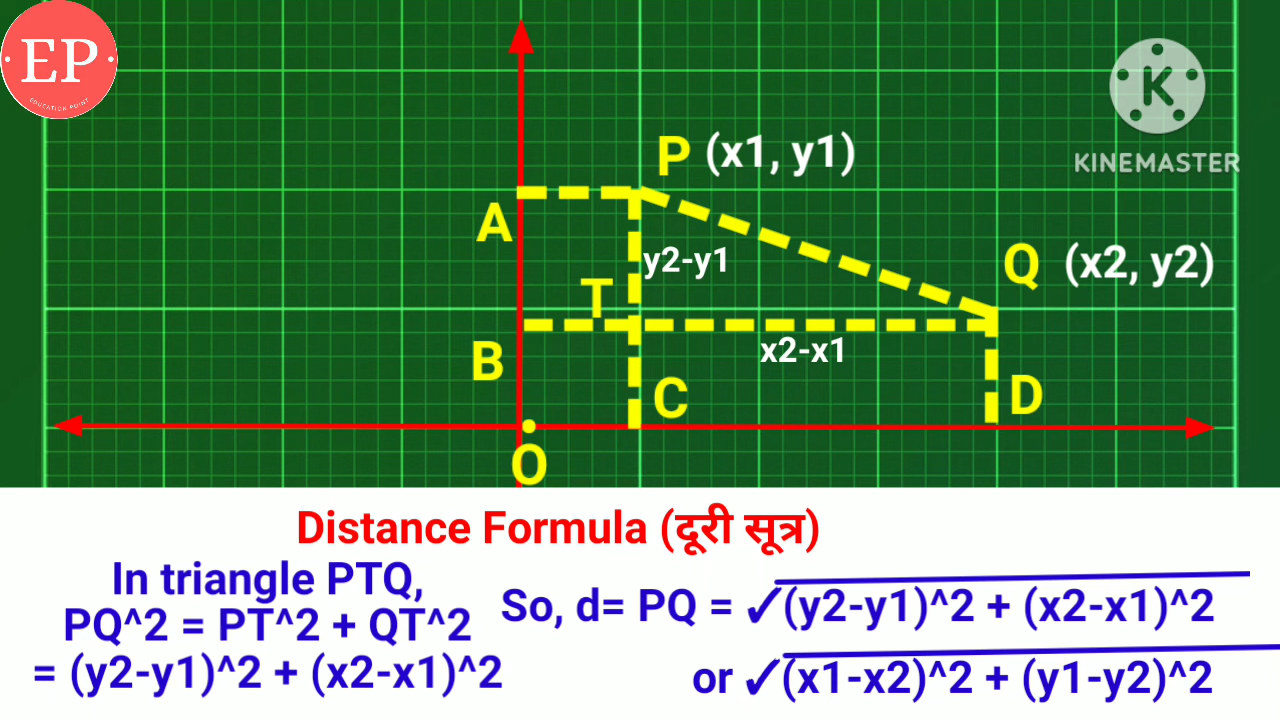 EP
EDUCATION POINT
K
KINEMASTER
P (x1, y1)
A
y2-y1
Q (x2, y2)
T
B
x2-x1
C
D
O
Distance Formula (दूरी सूत्र)
In triangle PTQ,
PQ^2 = PT^2 + QT^2
= (y2-y1)^2 + (x2-x1)^2
So, d= PQ = ✓(y2-y1)^2 + (x2-x1)^2
or ✓(x1-x2)^2 + (y1-y2)^2